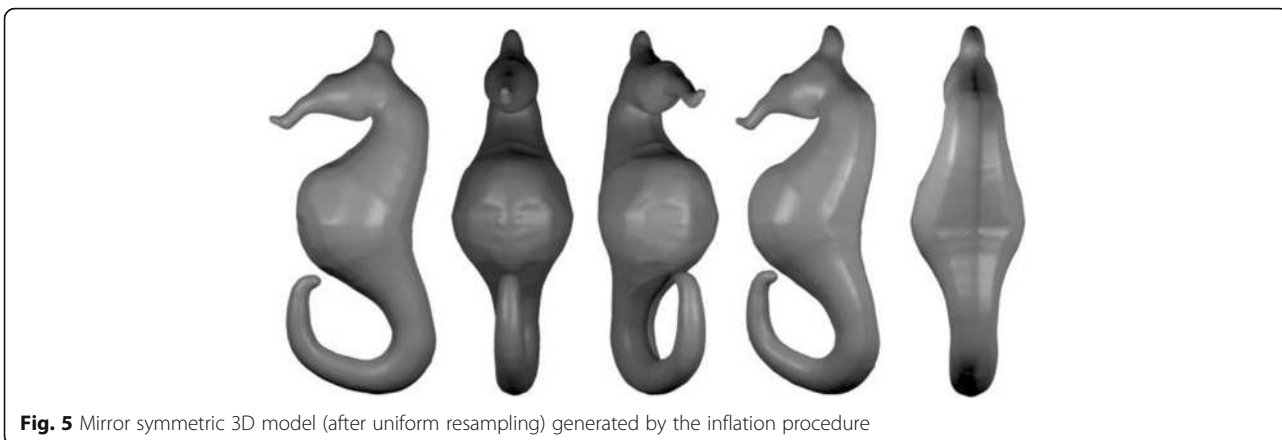 Fig. 5 Mirror symmetric 3D model (after uniform resampling) generated by the inflation procedure